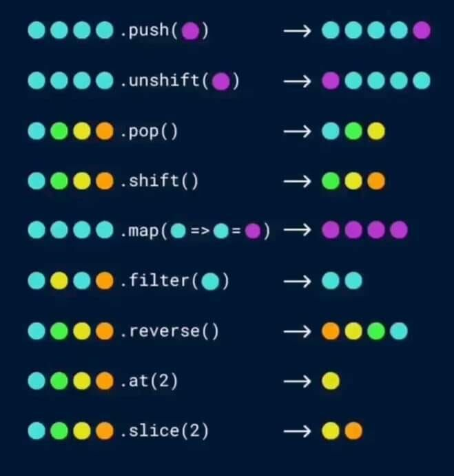 .push( )
.unshift( )
.pop()
.shift()
.map( => = )
.filter( )
.reverse()
.at(2)
.slice(2)